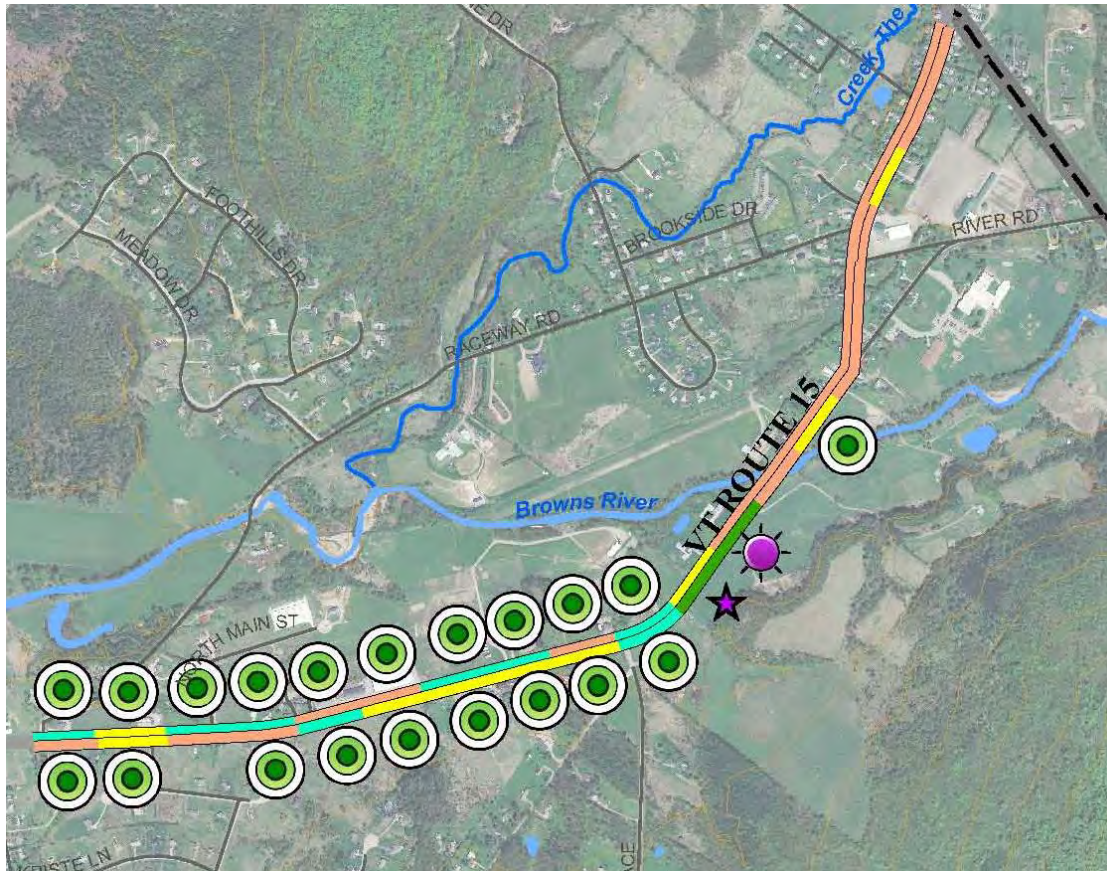 Creek The
FOOTHILLS DR
MEADOW DR
BROOKSIDE DR
RIVER RD
RACEWAY RD
VT ROUTE 15
Browns River
NORTH MAIN ST
KRISTE LN